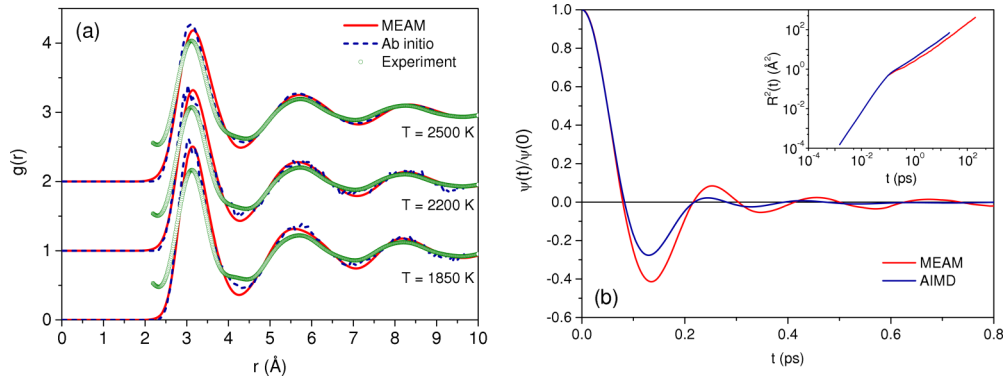 (a)
MEAM
Ab initio
Experiment
T = 2500 K
T = 2200 K
T = 1850 K
g(r)
4
3
2
1
0
0 1 2 3 4 5 6 7 8 9 10
r (Å)
ψ(t)/ψ(0)
1.0
0.8
0.6
0.4
0.2
0.0
-0.2
-0.4
-0.6
0.0 0.2 0.4 0.6 0.8
t (ps)
(b)
MEAM
AIMD
R²(t) (Å²)
10²
10⁰
10⁻²
10⁻⁴
10⁻⁴ 10⁻² 10⁰ 10²
t (ps)